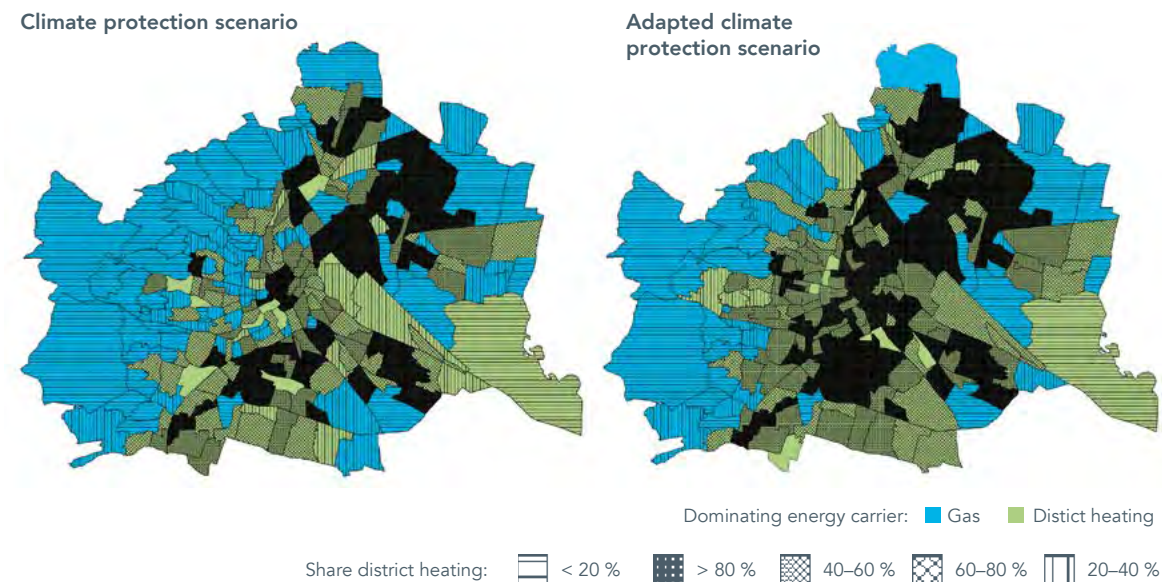 Climate protection scenario
Adapted climate
protection scenario
Dominating energy carrier: Gas Distict heating
Share district heating: < 20 % > 80 % 40–60 % 60–80 % 20–40 %